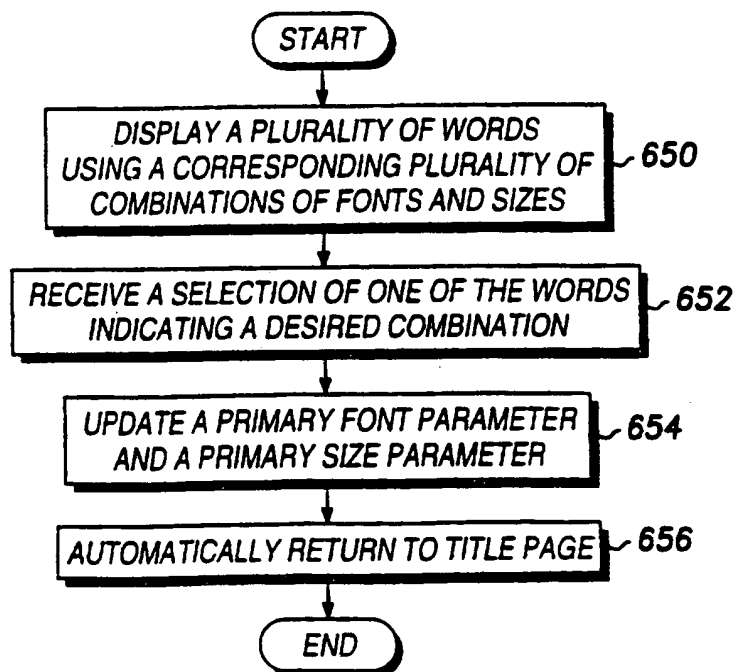 START
DISPLAY A PLURALITY OF WORDS
USING A CORRESPONDING PLURALITY OF
COMBINATIONS OF FONTS AND SIZES
650
RECEIVE A SELECTION OF ONE OF THE WORDS
INDICATING A DESIRED COMBINATION
652
UPDATE A PRIMARY FONT PARAMETER
AND A PRIMARY SIZE PARAMETER
654
AUTOMATICALLY RETURN TO TITLE PAGE
656
END